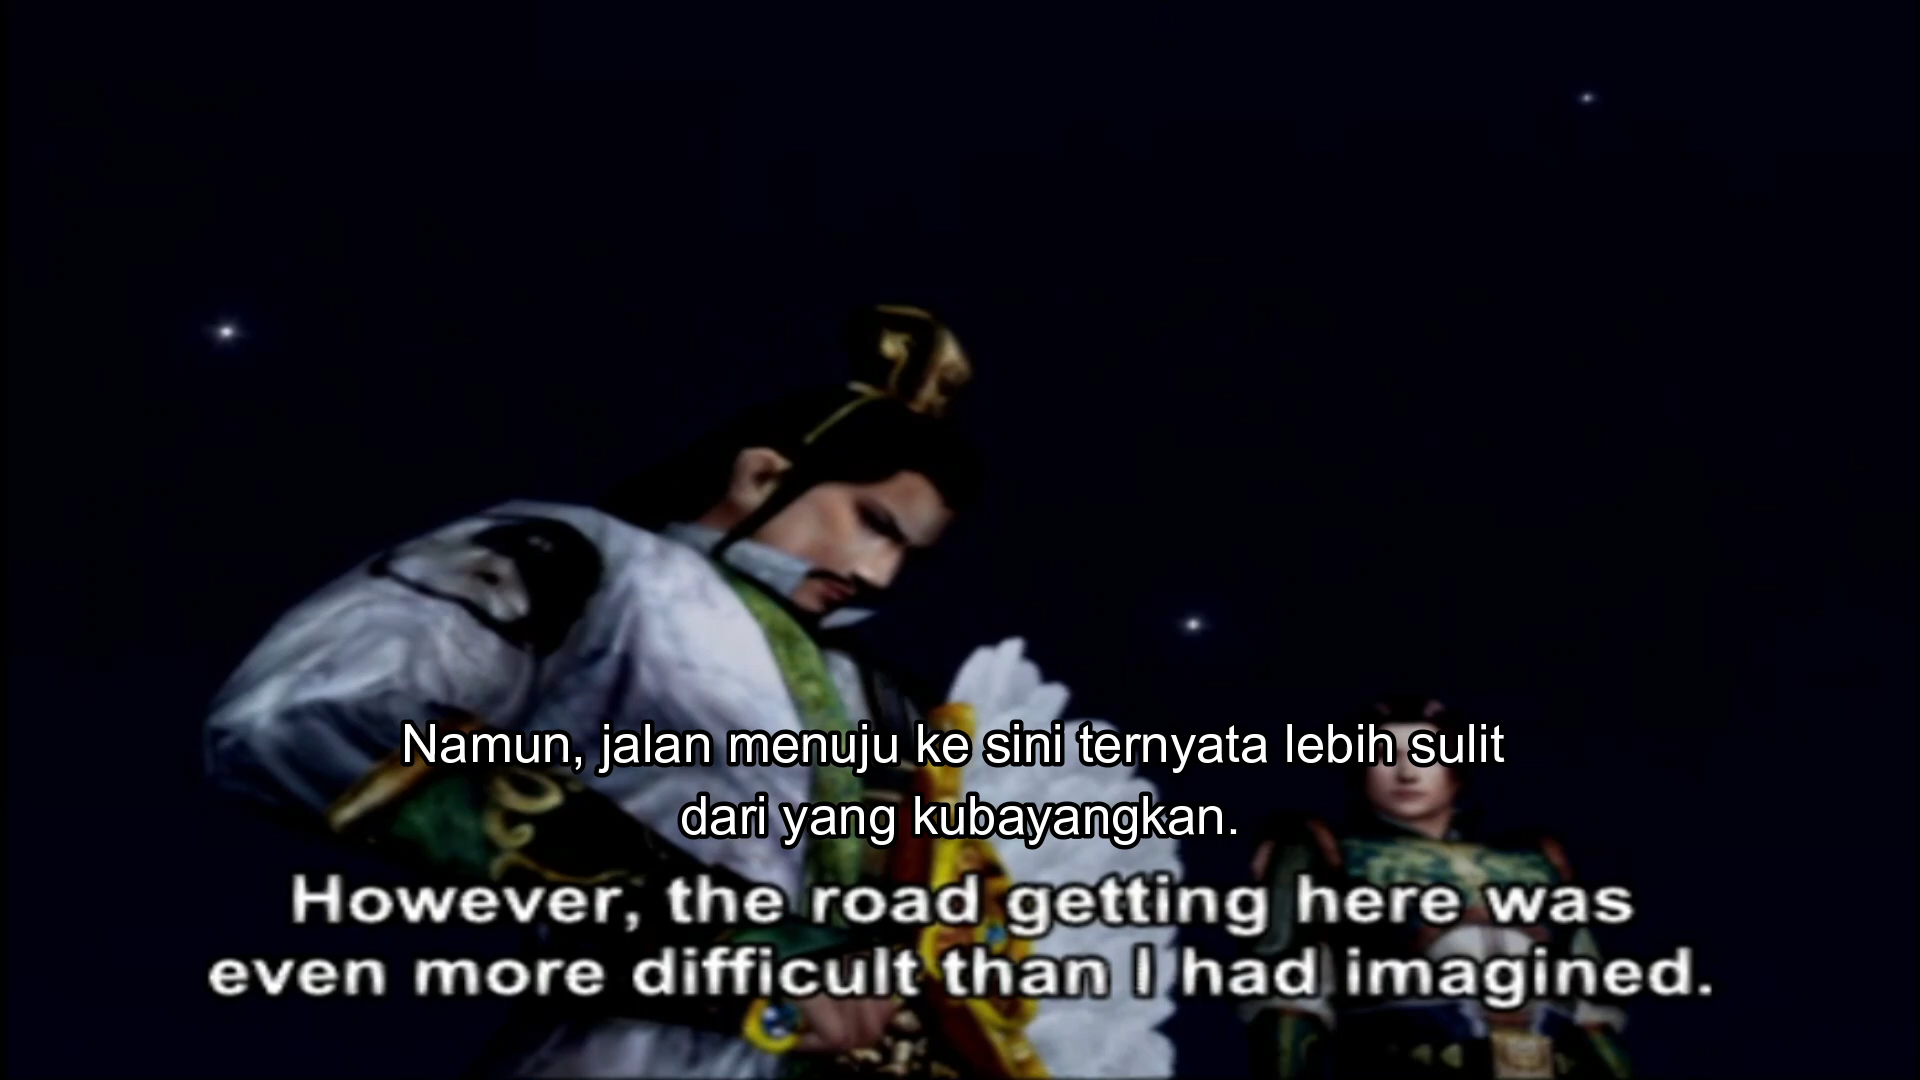 Namun, jalan menuju ke sini ternyata lebih sulit
dari yang kubayangkan.
However, the road getting here was
even more difficult than I had imagined.